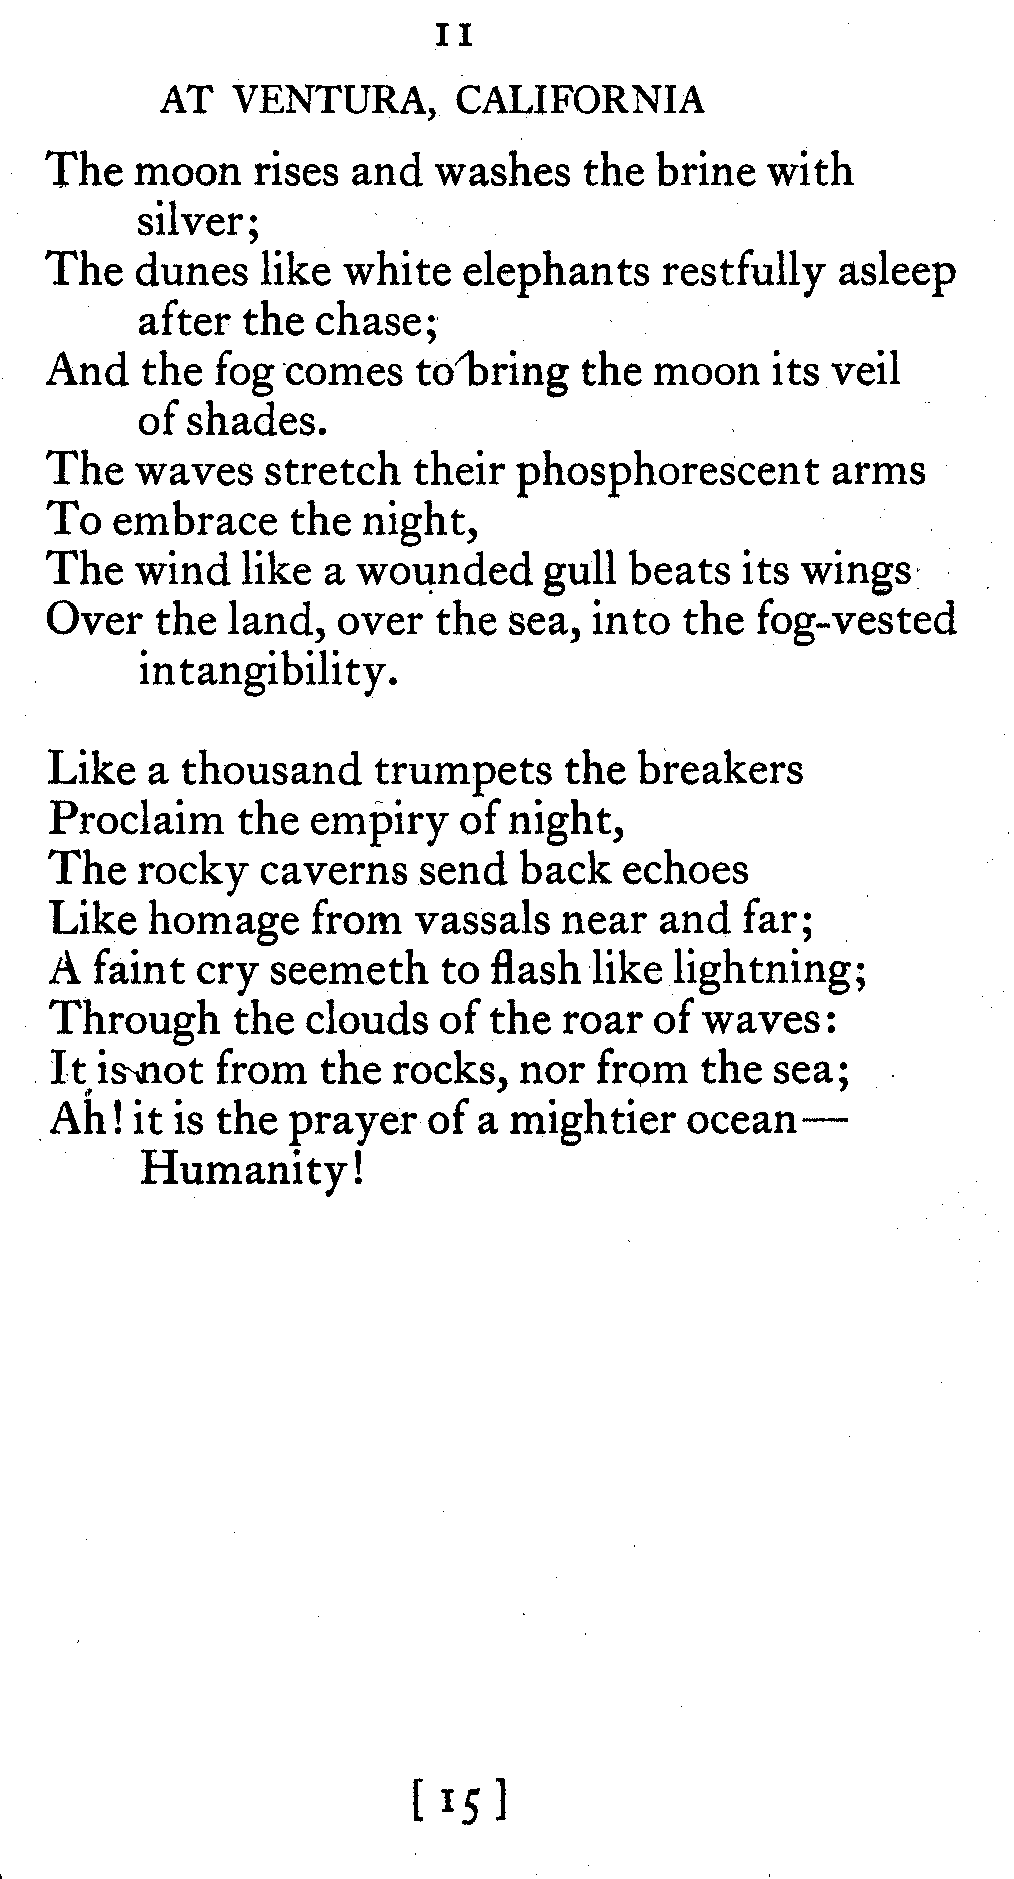 11
AT VENTURA, CALIFORNIA
The moon rises and washes the brine with
silver;
The dunes like white elephants restfully asleep
after the chase;
And the fog comes to bring the moon its veil
of shades.
The waves stretch their phosphorescent arms
To embrace the night,
The wind like a wounded gull beats its wings
Over the land, over the sea, into the fog-vested
intangibility.

Like a thousand trumpets the breakers
Proclaim the empiry of night,
The rocky caverns send back echoes
Like homage from vassals near and far;
A faint cry seemeth to flash like lightning;
Through the clouds of the roar of waves:
It is not from the rocks, nor from the sea;
Ah! it is the prayer of a mightier ocean—
Humanity!
[ 15 ]